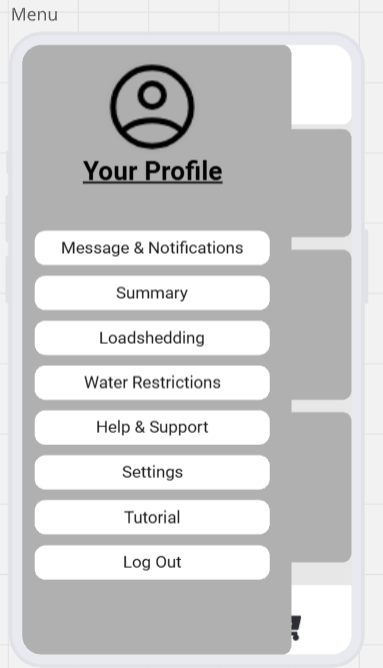 Menu
Your Profile
Message & Notifications
Summary
Loadshedding
Water Restrictions
Help & Support
Settings
Tutorial
Log Out